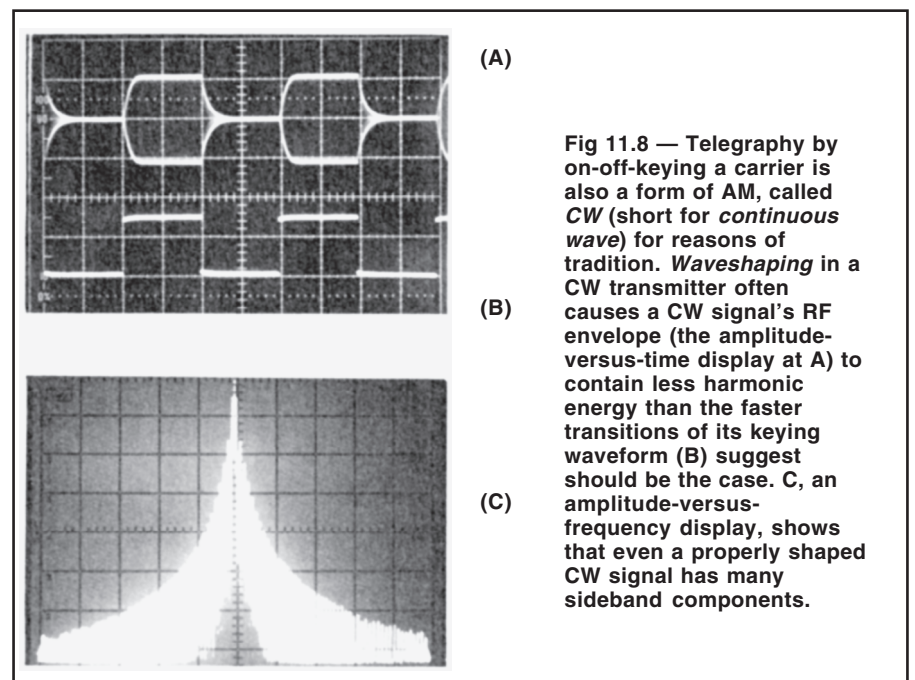 (A)
Fig 11.8 — Telegraphy by
on-off-keying a carrier is
also a form of AM, called
CW (short for continuous
wave) for reasons of
tradition. Waveshaping in a
CW transmitter often
causes a CW signal's RF
envelope (the amplitude-
versus-time display at A) to
contain less harmonic
energy than the faster
transitions of its keying
waveform (B) suggest
should be the case. C, an
amplitude-versus-
frequency display, shows
that even a properly shaped
CW signal has many
sideband components.
(B)
(C)